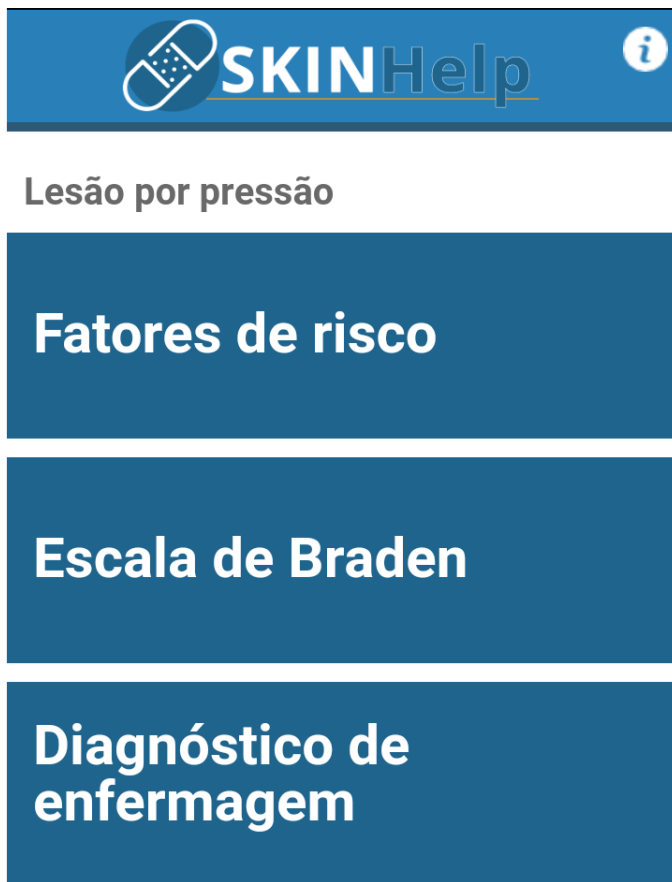 SKINHelp
i
Lesão por pressão
Fatores de risco
Escala de Braden
Diagnóstico de
enfermagem